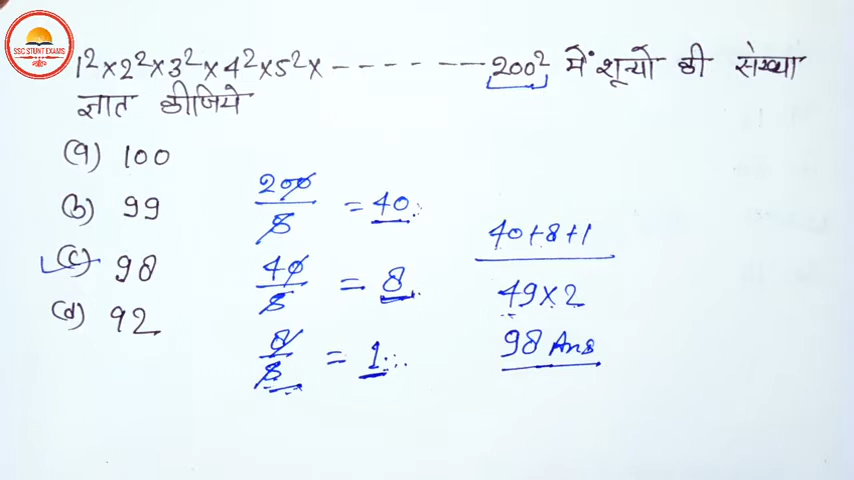 SSC STUNT EXAMS
1² × 2² × 3² × 4² × 5² × - - - - - - - 200² में शून्यो की संख्या
ज्ञात कीजिये
(a) 100
(b) 99
(c) 98
(d) 92
200/5 = 40
40/5 = 8
8/5 = 1
40+8+1
49×2
98 Ans